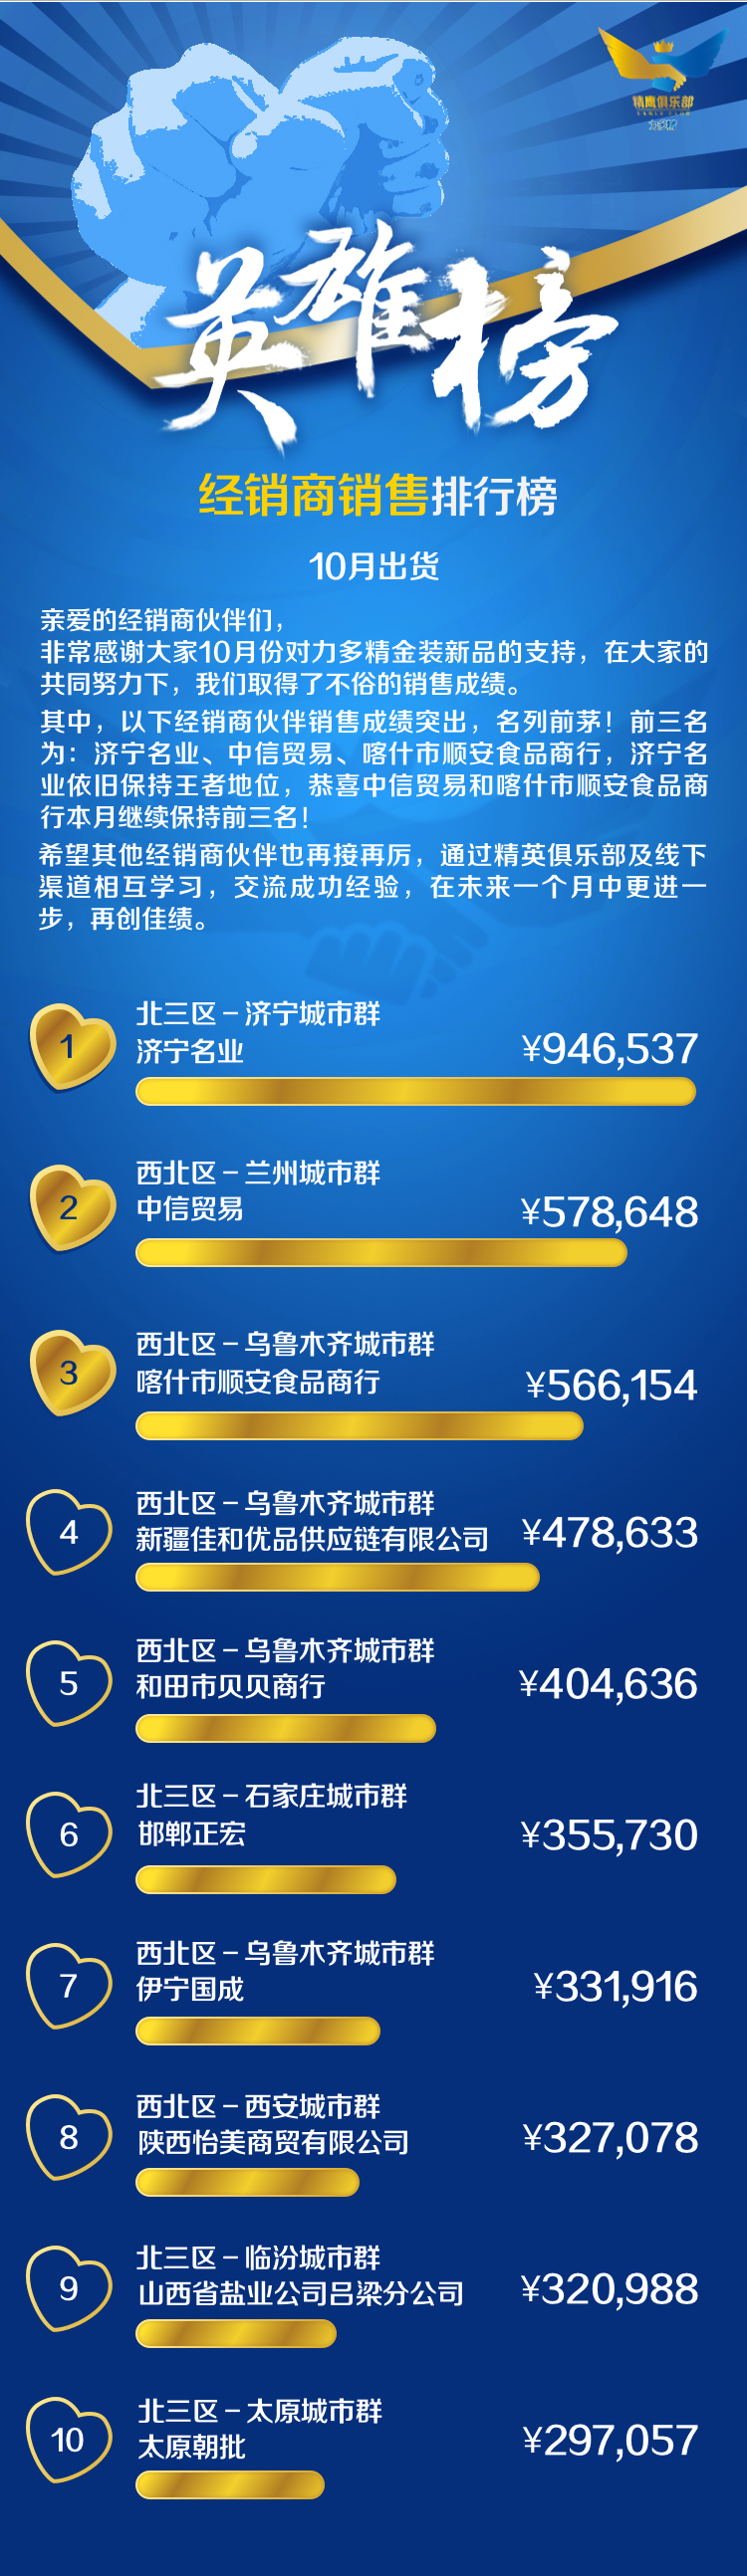 精鹰俱乐部
EAGLE CLUB
力多精
英雄榜
经销商销售排行榜
10月出货
亲爱的经销商伙伴们，
非常感谢大家10月份对力多精金装新品的支持，在大家的
共同努力下，我们取得了不俗的销售成绩。
其中，以下经销商伙伴销售成绩突出，名列前茅！前三名
为：济宁名业、中信贸易、喀什市顺安食品商行，济宁名
业依旧保持王者地位，恭喜中信贸易和喀什市顺安食品商
行本月继续保持前三名！
希望其他经销商伙伴也再接再厉，通过精英俱乐部及线下
渠道相互学习，交流成功经验，在未来一个月中更进一
步，再创佳绩。
1
北三区－济宁城市群
济宁名业
¥946,537
2
西北区－兰州城市群
中信贸易
¥578,648
3
西北区－乌鲁木齐城市群
喀什市顺安食品商行
¥566,154
4
西北区－乌鲁木齐城市群
新疆佳和优品供应链有限公司
¥478,633
5
西北区－乌鲁木齐城市群
和田市贝贝商行
¥404,636
6
北三区－石家庄城市群
邯郸正宏
¥355,730
7
西北区－乌鲁木齐城市群
伊宁国成
¥331,916
8
西北区－西安城市群
陕西怡美商贸有限公司
¥327,078
9
北三区－临汾城市群
山西省盐业公司吕梁分公司
¥320,988
10
北三区－太原城市群
太原朝批
¥297,057